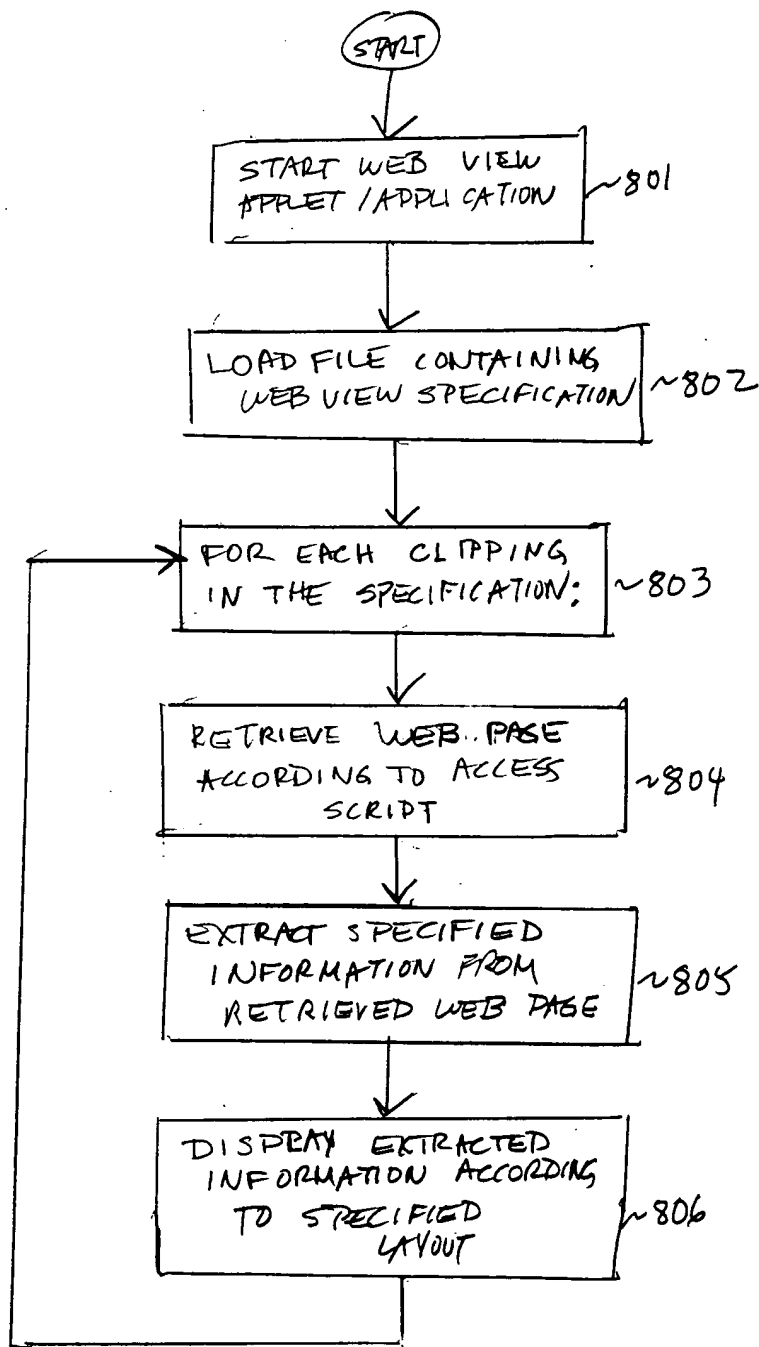 START
START WEB VIEW
APPLET / APPLICATION
~801
LOAD FILE CONTAINING
WEB VIEW SPECIFICATION
~802
FOR EACH CLIPPING
IN THE SPECIFICATION:
~803
RETRIEVE WEB PAGE
ACCORDING TO ACCESS
SCRIPT
~804
EXTRACT SPECIFIED
INFORMATION FROM
RETRIEVED WEB PAGE
~805
DISPLAY EXTRACTED
INFORMATION ACCORDING
TO SPECIFIED
LAYOUT
~806